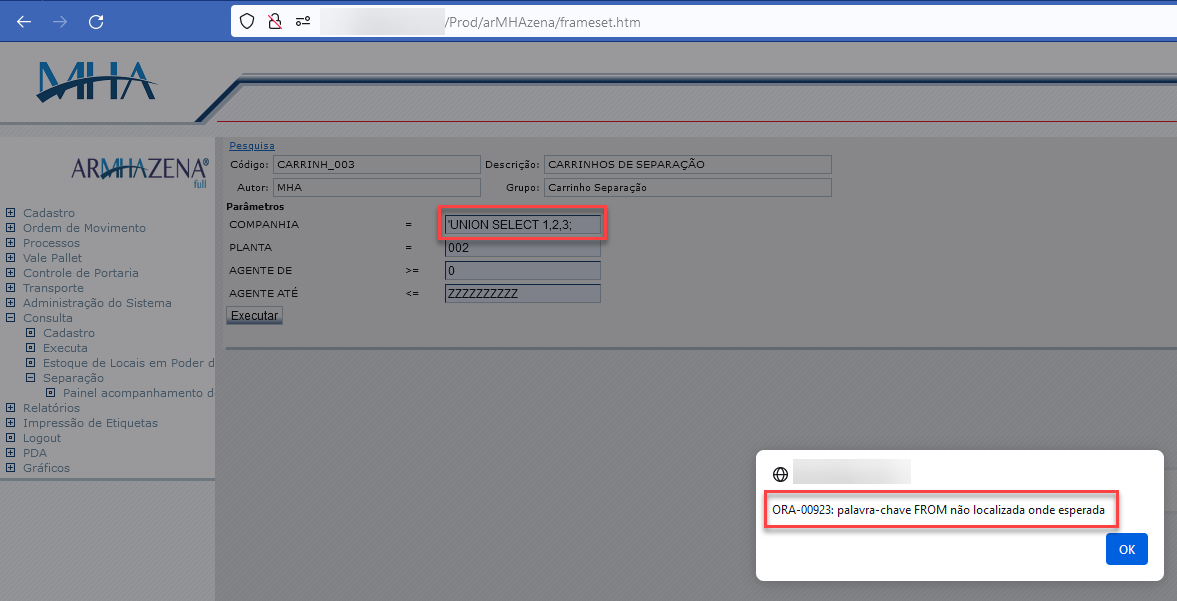 /Prod/arMHAzena/frameset.htm
MHA
ARMHAZENA®
full
Cadastro
Ordem de Movimento
Processos
Vale Pallet
Controle de Portaria
Transporte
Administração do Sistema
Consulta
Cadastro
Executa
Estoque de Locais em Poder d
Separação
Painel acompanhamento d
Relatórios
Impressão de Etiquetas
Logout
PDA
Gráficos
Pesquisa
Código: CARRINH_003 Descrição: CARRINHOS DE SEPARAÇÃO
Autor: MHA Grupo: Carrinho Separação
Parâmetros
COMPANHIA = 'UNION SELECT 1,2,3;
PLANTA = 002
AGENTE DE >= 0
AGENTE ATÉ <= ZZZZZZZZZZ
Executar
ORA-00923: palavra-chave FROM não localizada onde esperada
OK